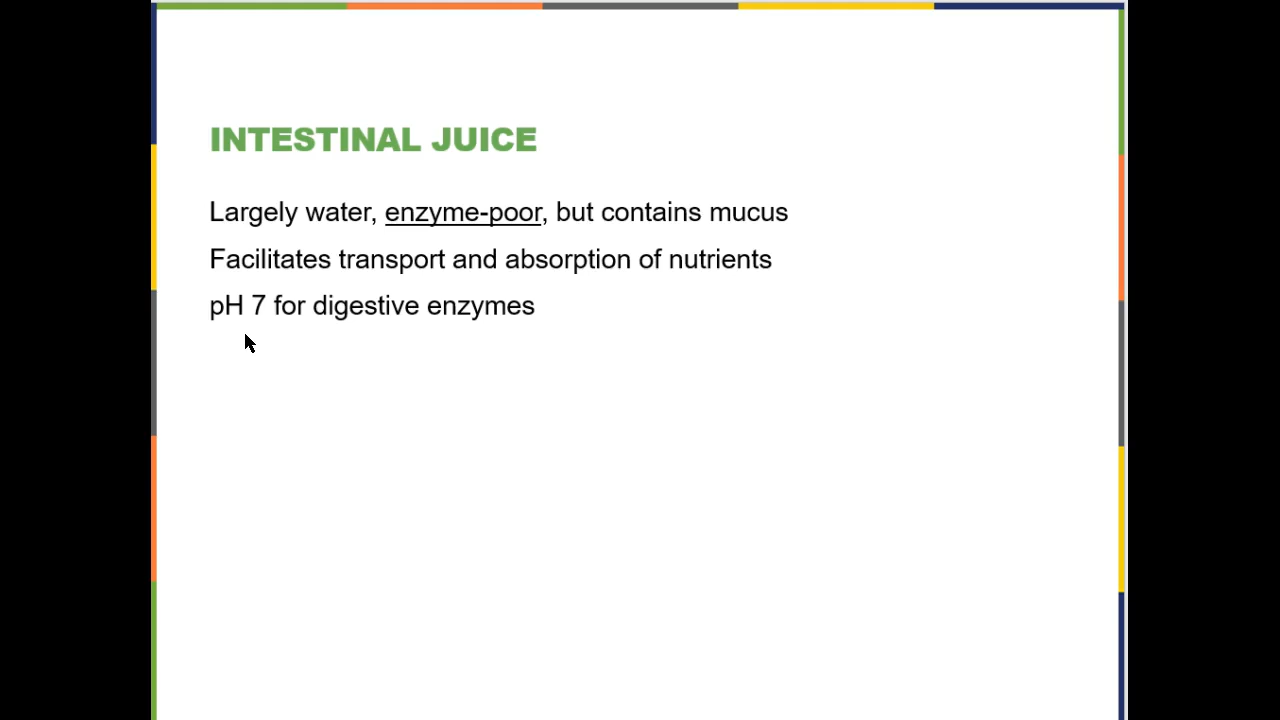 INTESTINAL JUICE
Largely water, enzyme-poor, but contains mucus
Facilitates transport and absorption of nutrients
pH 7 for digestive enzymes